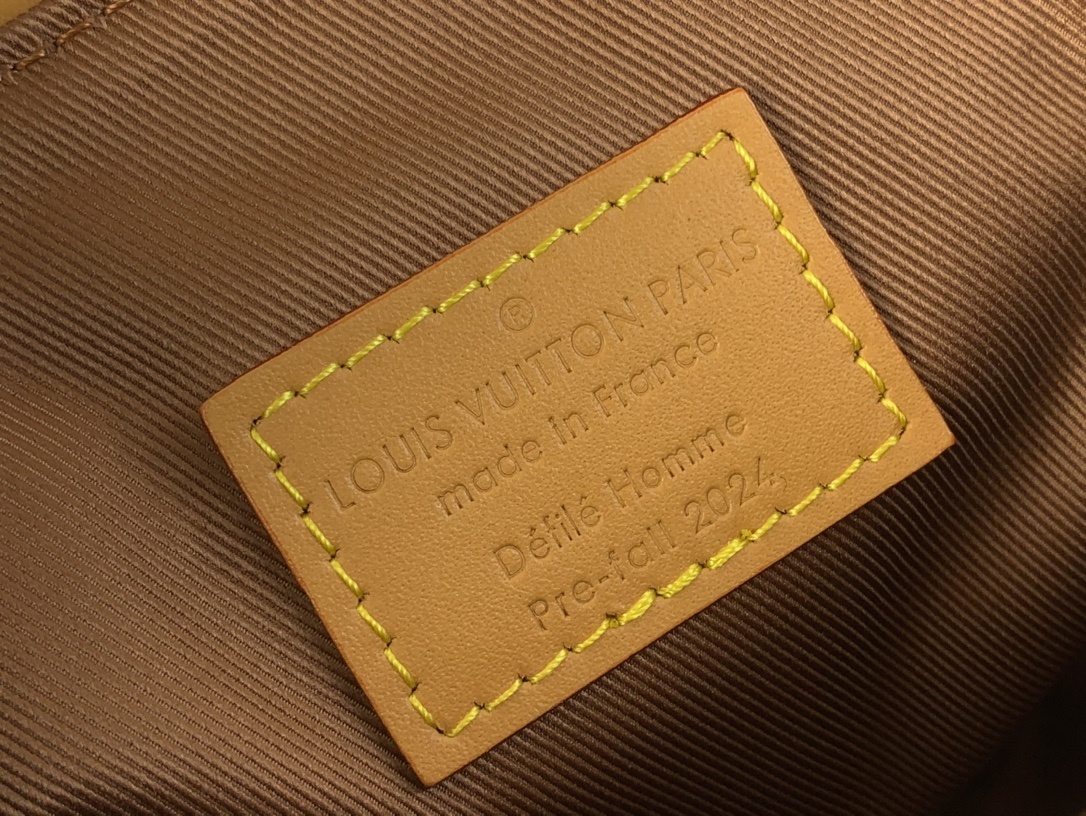 ®
LOUIS VUITTON PARIS
made in France
Défilé Homme
Pre-fall 2024